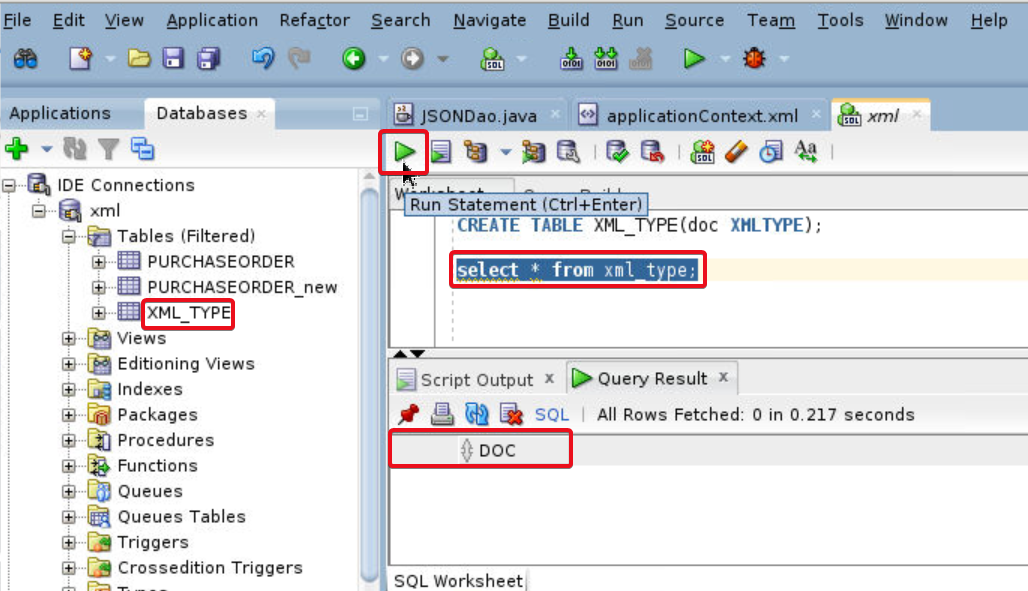 File Edit View Application Refactor Search Navigate Build Run Source Team Tools Window Help
Applications Databases
JSONDao.java applicationContext.xml xml
IDE Connections
xml
Tables (Filtered)
PURCHASEORDER
PURCHASEORDER_new
XML_TYPE
Views
Editioning Views
Indexes
Packages
Procedures
Functions
Queues
Queues Tables
Triggers
Crossedition Triggers
Run Statement (Ctrl+Enter)
CREATE TABLE XML_TYPE(doc XMLTYPE);
select * from xml_type;
Script Output x Query Result x
SQL | All Rows Fetched: 0 in 0.217 seconds
DOC
SQL Worksheet